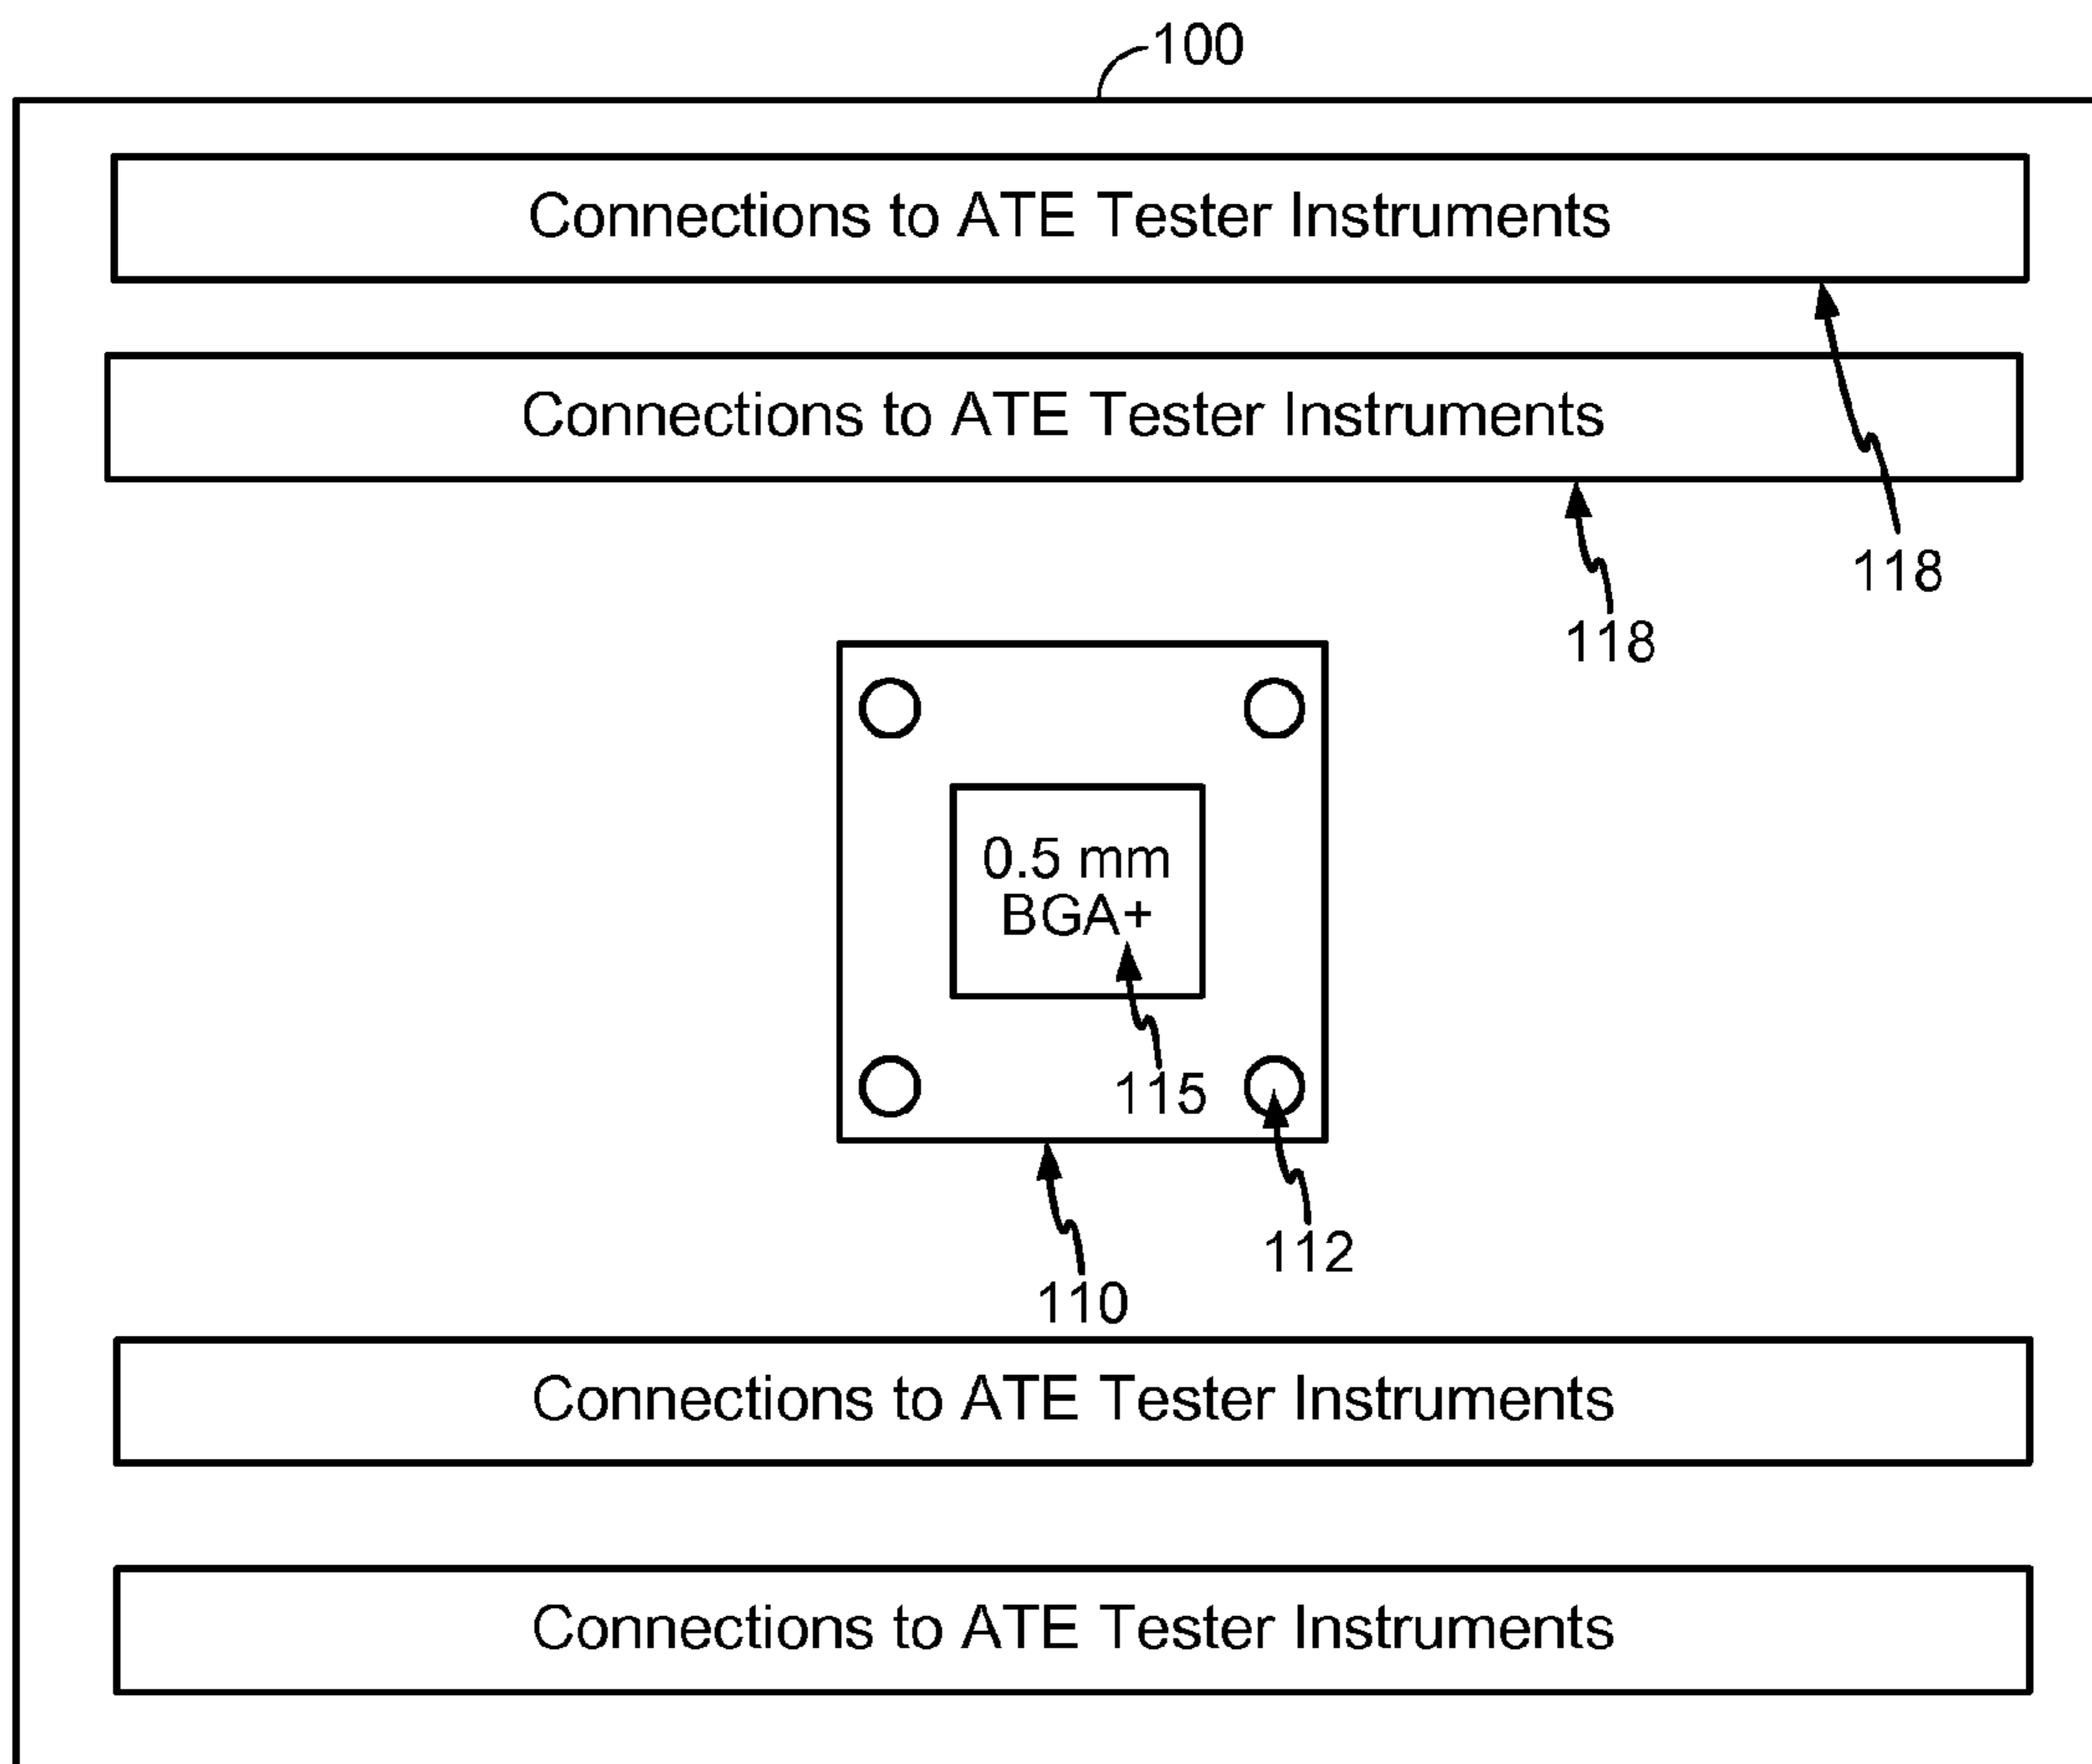 100
Connections to ATE Tester Instruments
Connections to ATE Tester Instruments
118
118
0.5 mm
BGA+
115
112
110
Connections to ATE Tester Instruments
Connections to ATE Tester Instruments